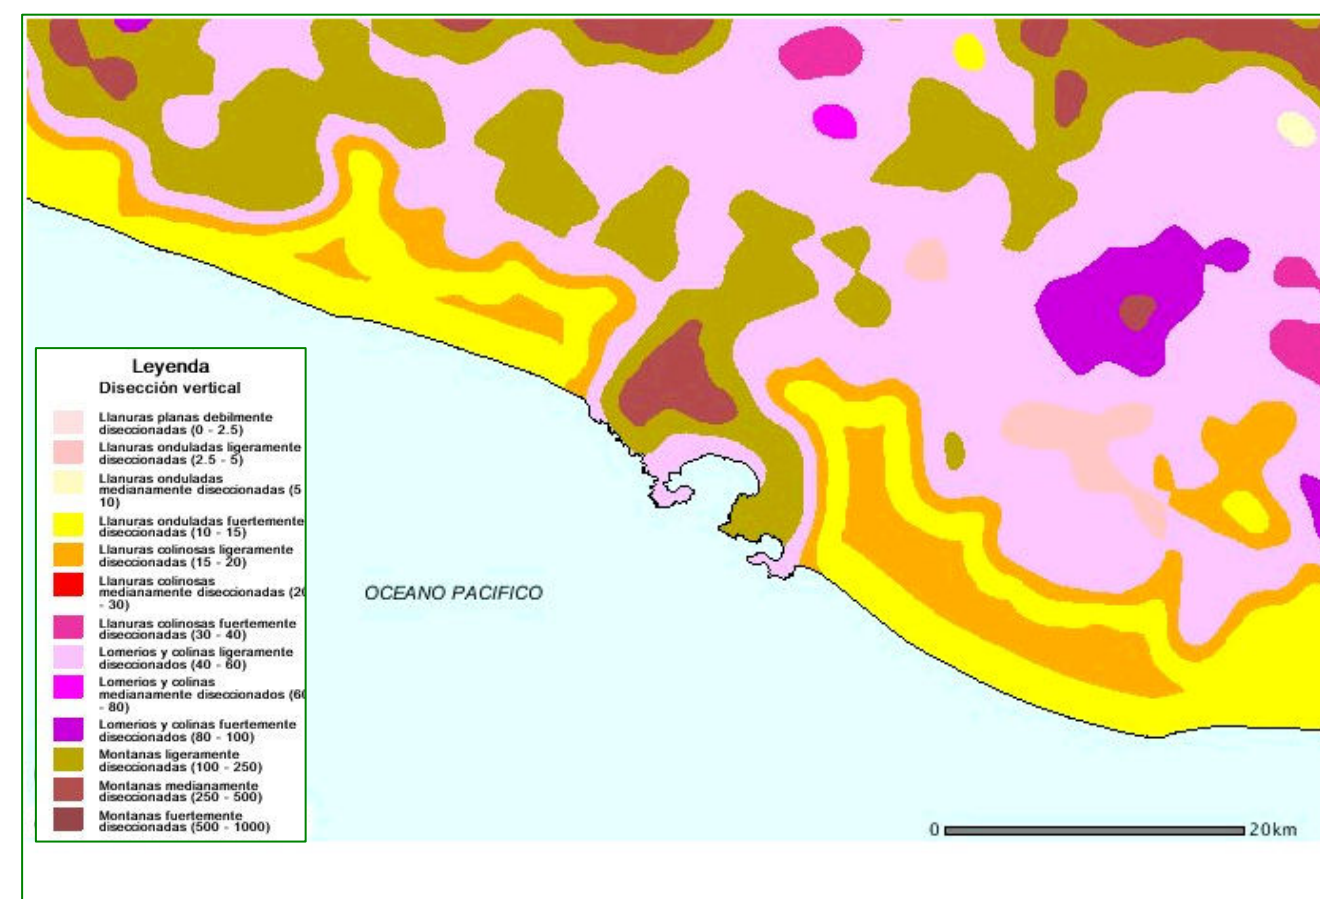 Leyenda
Disección vertical
Llanuras planas debilmente
diseccionadas (0 - 2.5)
Llanuras onduladas ligeramente
diseccionadas (2.5 - 5)
Llanuras onduladas
medianamente diseccionadas (5
10)
Llanuras onduladas fuertemente
diseccionadas (10 - 15)
Llanuras colinosas ligeramente
diseccionadas (15 - 20)
Llanuras colinosas
medianamente diseccionadas (20
- 30)
Llanuras colinosas fuertemente
diseccionadas (30 - 40)
Lomerios y colinas ligeramente
diseccionados (40 - 60)
Lomerios y colinas
medianamente diseccionados (60
- 80)
Lomerios y colinas fuertemente
diseccionados (80 - 100)
Montanas ligeramente
diseccionadas (100 - 250)
Montanas medianamente
diseccionadas (250 - 500)
Montanas fuertemente
diseccionadas (500 - 1000)
OCEANO PACIFICO
0 20km